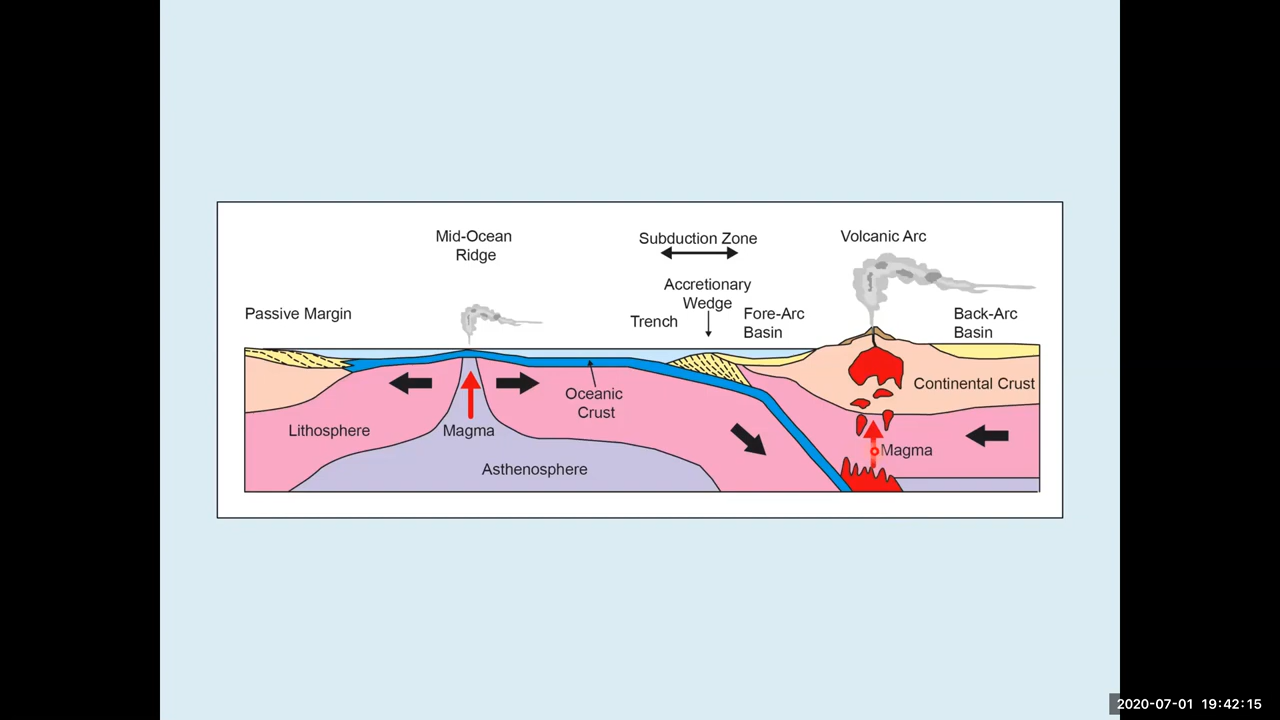 Mid-Ocean
Ridge
Subduction Zone
Volcanic Arc
Accretionary
Wedge
Passive Margin
Trench
Fore-Arc
Basin
Back-Arc
Basin
Oceanic
Crust
Continental Crust
Lithosphere
Magma
Magma
Asthenosphere
2020-07-01 19:42:15